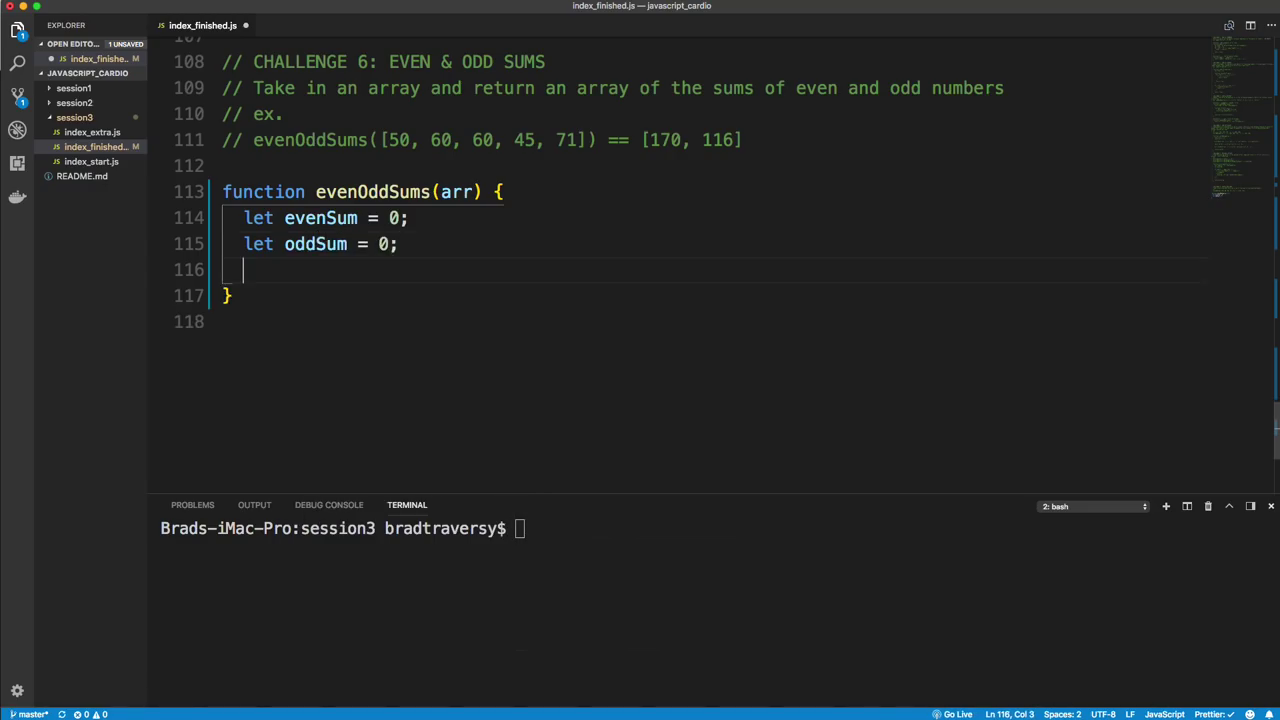 index_finished.js — javascript_cardio
EXPLORER
index_finished.js
OPEN EDITO... 1 UNSAVED
index_finishe... M
JAVASCRIPT_CARDIO
session1
session2
session3
index_extra.js
index_finished... M
index_start.js
README.md
1
1
107
108 // CHALLENGE 6: EVEN & ODD SUMS
109 // Take in an array and return an array of the sums of even and odd numbers
110 // ex.
111 // evenOddSums([50, 60, 60, 45, 71]) == [170, 116]
112
113 function evenOddSums(arr) {
114 let evenSum = 0;
115 let oddSum = 0;
116
117 }
118
PROBLEMS OUTPUT DEBUG CONSOLE TERMINAL 2: bash
Brads-iMac-Pro:session3 bradtraversy$
master* 0 0 Go Live Ln 116, Col 3 Spaces: 2 UTF-8 LF JavaScript Prettier: ✓